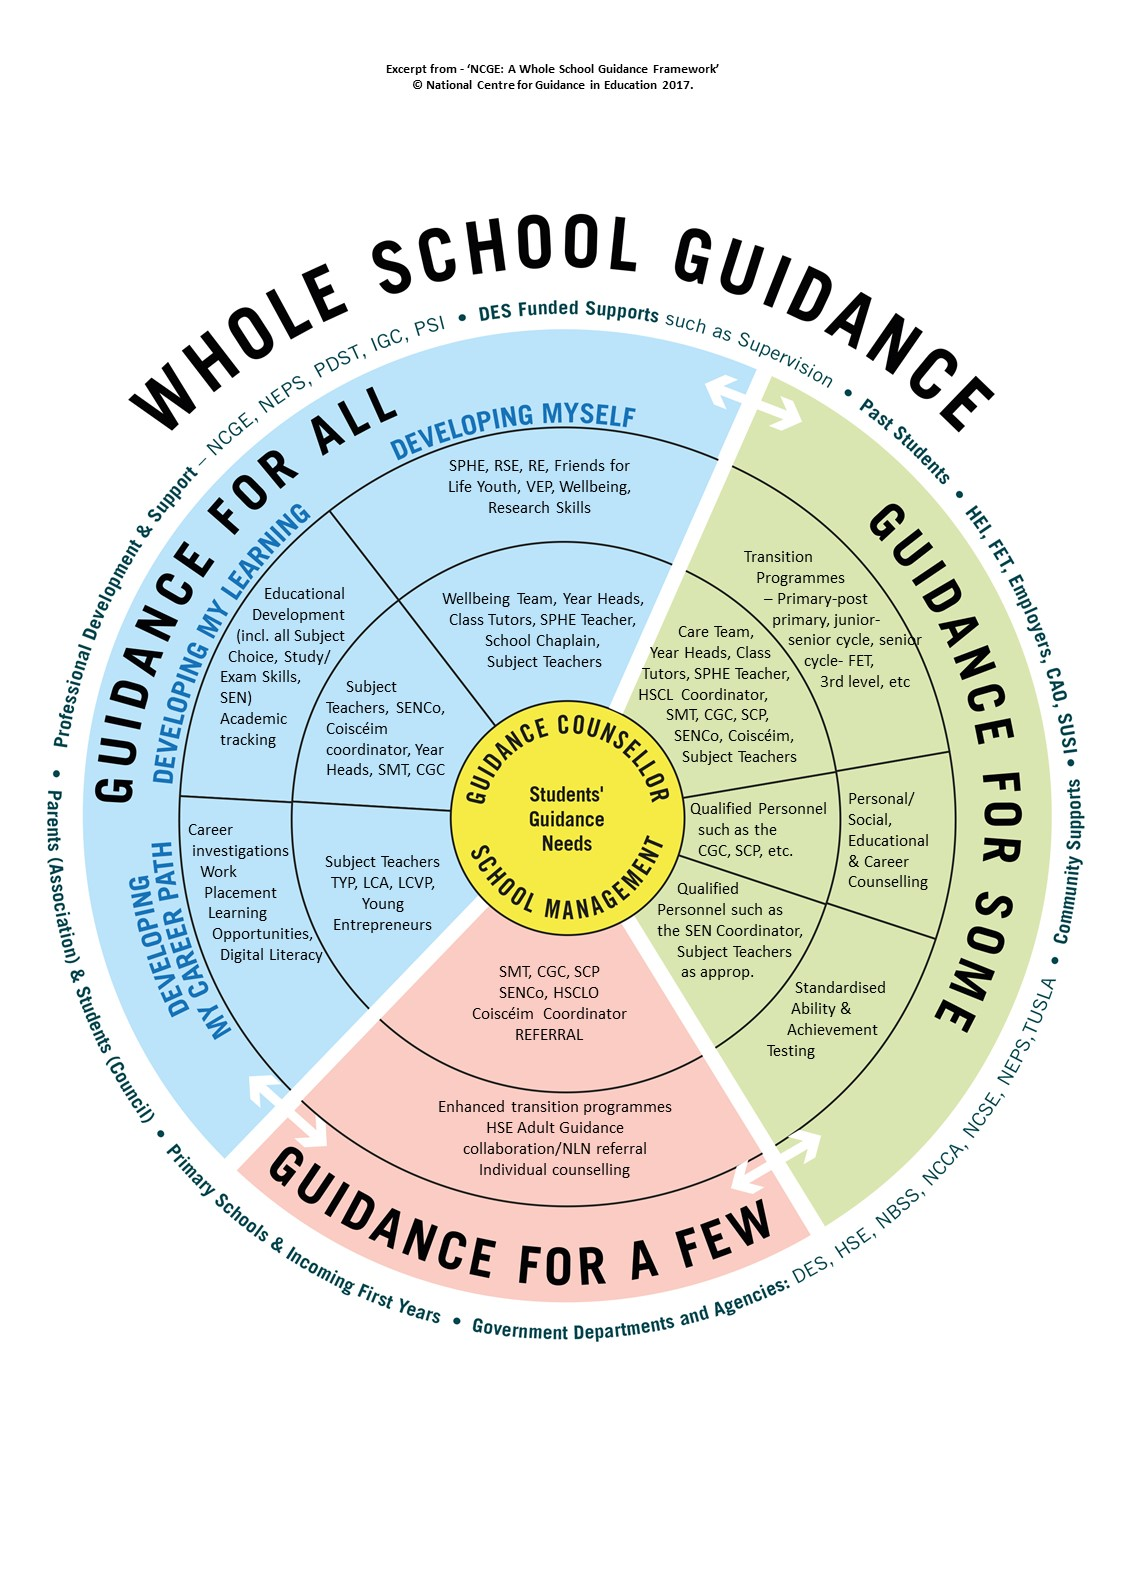 Excerpt from - ‘NCGE: A Whole School Guidance Framework’
© National Centre for Guidance in Education 2017.
WHOLE SCHOOL GUIDANCE
Professional Development & Support – NCGE, NEPS, PDST, IGC, PSI • DES Funded Supports such as Supervision • Past Students • HEI, FET, Employers, CAO, SUSI • Community Supports •
Parents (Association) & Students (Council) • Primary Schools & Incoming First Years • Government Departments and Agencies: DES, HSE, NBSS, NCCA, NCSE, NEPS, TUSLA •
GUIDANCE FOR ALL
DEVELOPING MYSELF
SPHE, RSE, RE, Friends for
Life Youth, VEP, Wellbeing,
Research Skills
Wellbeing Team, Year Heads,
Class Tutors, SPHE Teacher,
School Chaplain,
Subject Teachers
DEVELOPING MY LEARNING
Educational
Development
(incl. all Subject
Choice, Study/
Exam Skills,
SEN)
Academic
tracking
Subject
Teachers, SENCo,
Coiscéim
coordinator, Year
Heads, SMT, CGC
DEVELOPING
MY CAREER PATH
Career
investigations
Work
Placement
Learning
Opportunities,
Digital Literacy
Subject Teachers
TYP, LCA, LCVP,
Young
Entrepreneurs
GUIDANCE COUNSELLOR
Students'
Guidance
Needs
SCHOOL MANAGEMENT
GUIDANCE FOR SOME
Transition
Programmes
– Primary-post
primary, junior-
senior cycle, senior
cycle- FET,
3rd level, etc
Care Team,
Year Heads, Class
Tutors, SPHE Teacher,
HSCL Coordinator,
SMT, CGC, SCP,
SENCo, Coiscéim,
Subject Teachers
Qualified Personnel
such as the
CGC, SCP, etc.
Personal/
Social,
Educational
& Career
Counselling
Qualified
Personnel such as
the SEN Coordinator,
Subject Teachers
as approp.
Standardised
Ability &
Achievement
Testing
SMT, CGC, SCP
SENCo, HSCLO
Coiscéim Coordinator
REFERRAL
Enhanced transition programmes
HSE Adult Guidance
collaboration/NLN referral
Individual counselling
GUIDANCE FOR A FEW